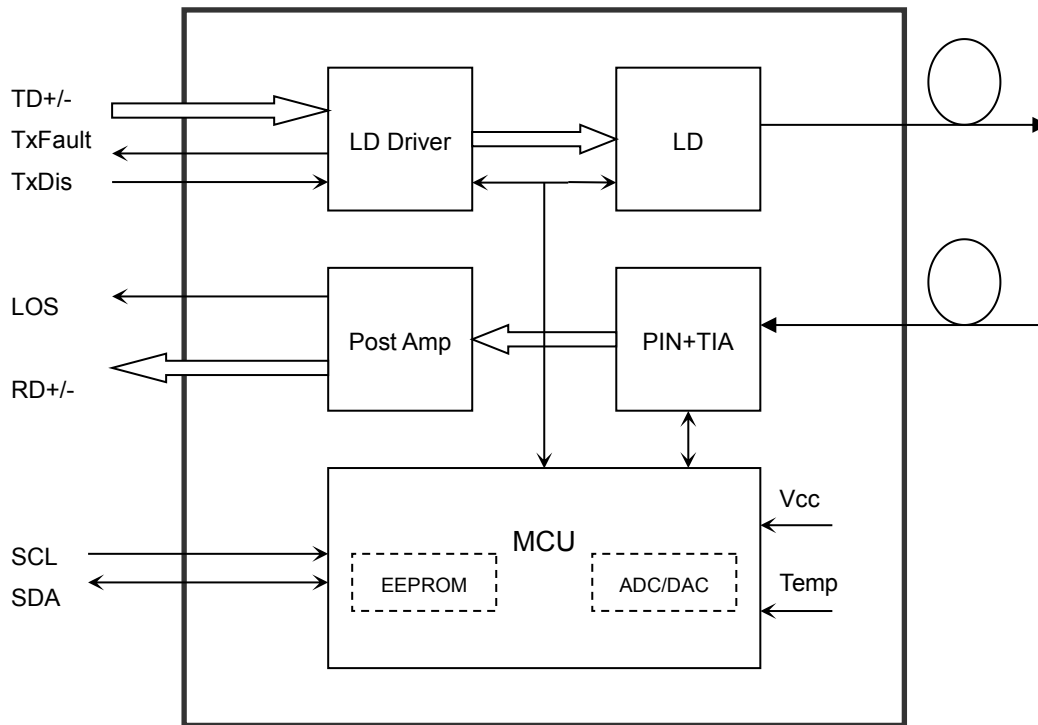 TD+/-
TxFault
TxDis
LD Driver
LD
LOS
RD+/-
Post Amp
PIN+TIA
SCL
SDA
MCU
EEPROM
ADC/DAC
Vcc
Temp